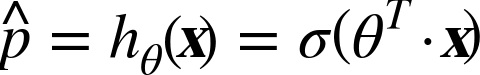 p̂ = h_θ(𝐱) = σ(θ^T · 𝐱)